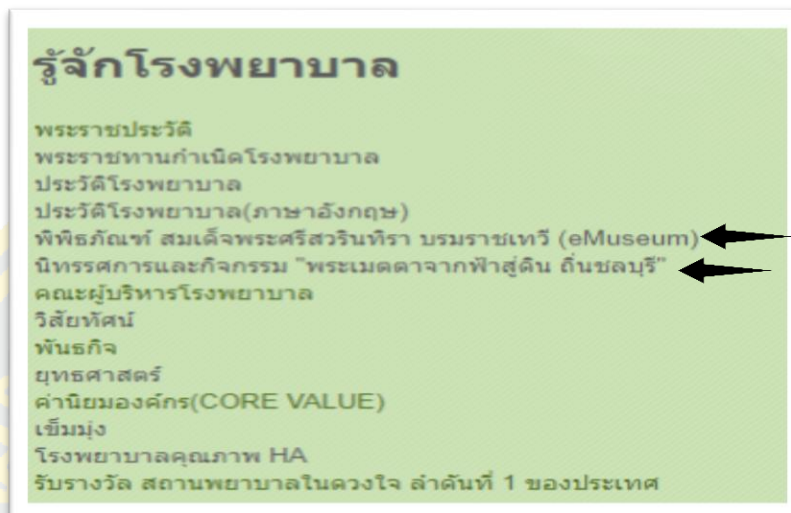 รู้จักโรงพยาบาล
พระราชประวัติ
พระราชทานกำเนิดโรงพยาบาล
ประวัติโรงพยาบาล
ประวัติโรงพยาบาล(ภาษาอังกฤษ)
พิพิธภัณฑ์ สมเด็จพระศรีสวรินทิรา บรมราชเทวี (eMuseum)
นิทรรศการและกิจกรรม "พระเมตตาจากฟ้าสู่ดิน ถิ่นชลบุรี"
คณะผู้บริหารโรงพยาบาล
วิสัยทัศน์
พันธกิจ
ยุทธศาสตร์
ค่านิยมองค์กร(CORE VALUE)
เข็มมุ่ง
โรงพยาบาลคุณภาพ HA
รับรางวัล สถานพยาบาลในดวงใจ ลำดับที่ 1 ของประเทศ